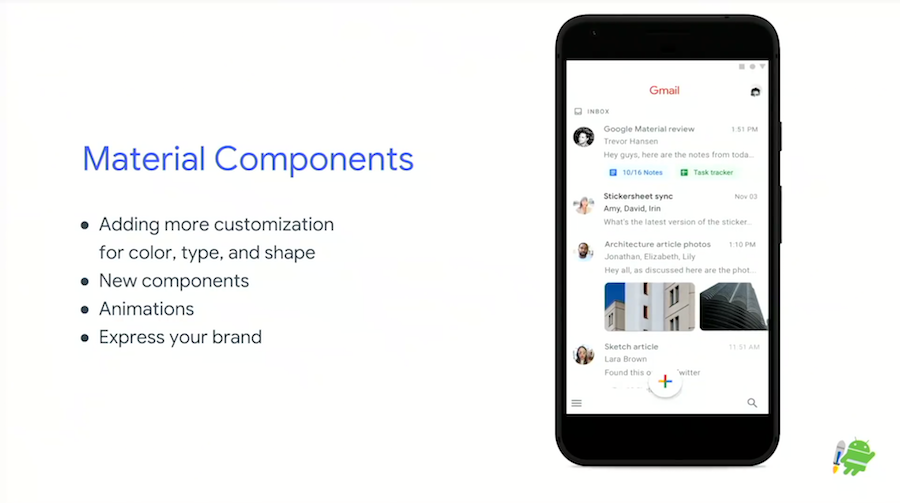 Material Components
Adding more customization
for color, type, and shape
New components
Animations
Express your brand
Gmail
INBOX
Google Material review 1:51 PM
Trevor Hansen
Hey guys, here are the notes from toda...
10/16 Notes Task tracker
Stickersheet sync Nov 03
Amy, David, Irin
What's the latest version of the sticker...
Architecture article photos 1:10 PM
Jonathan, Elizabeth, Lily
Hey all, as discussed here are the phot...
Sketch article 11:51 AM
Lara Brown
Found this o